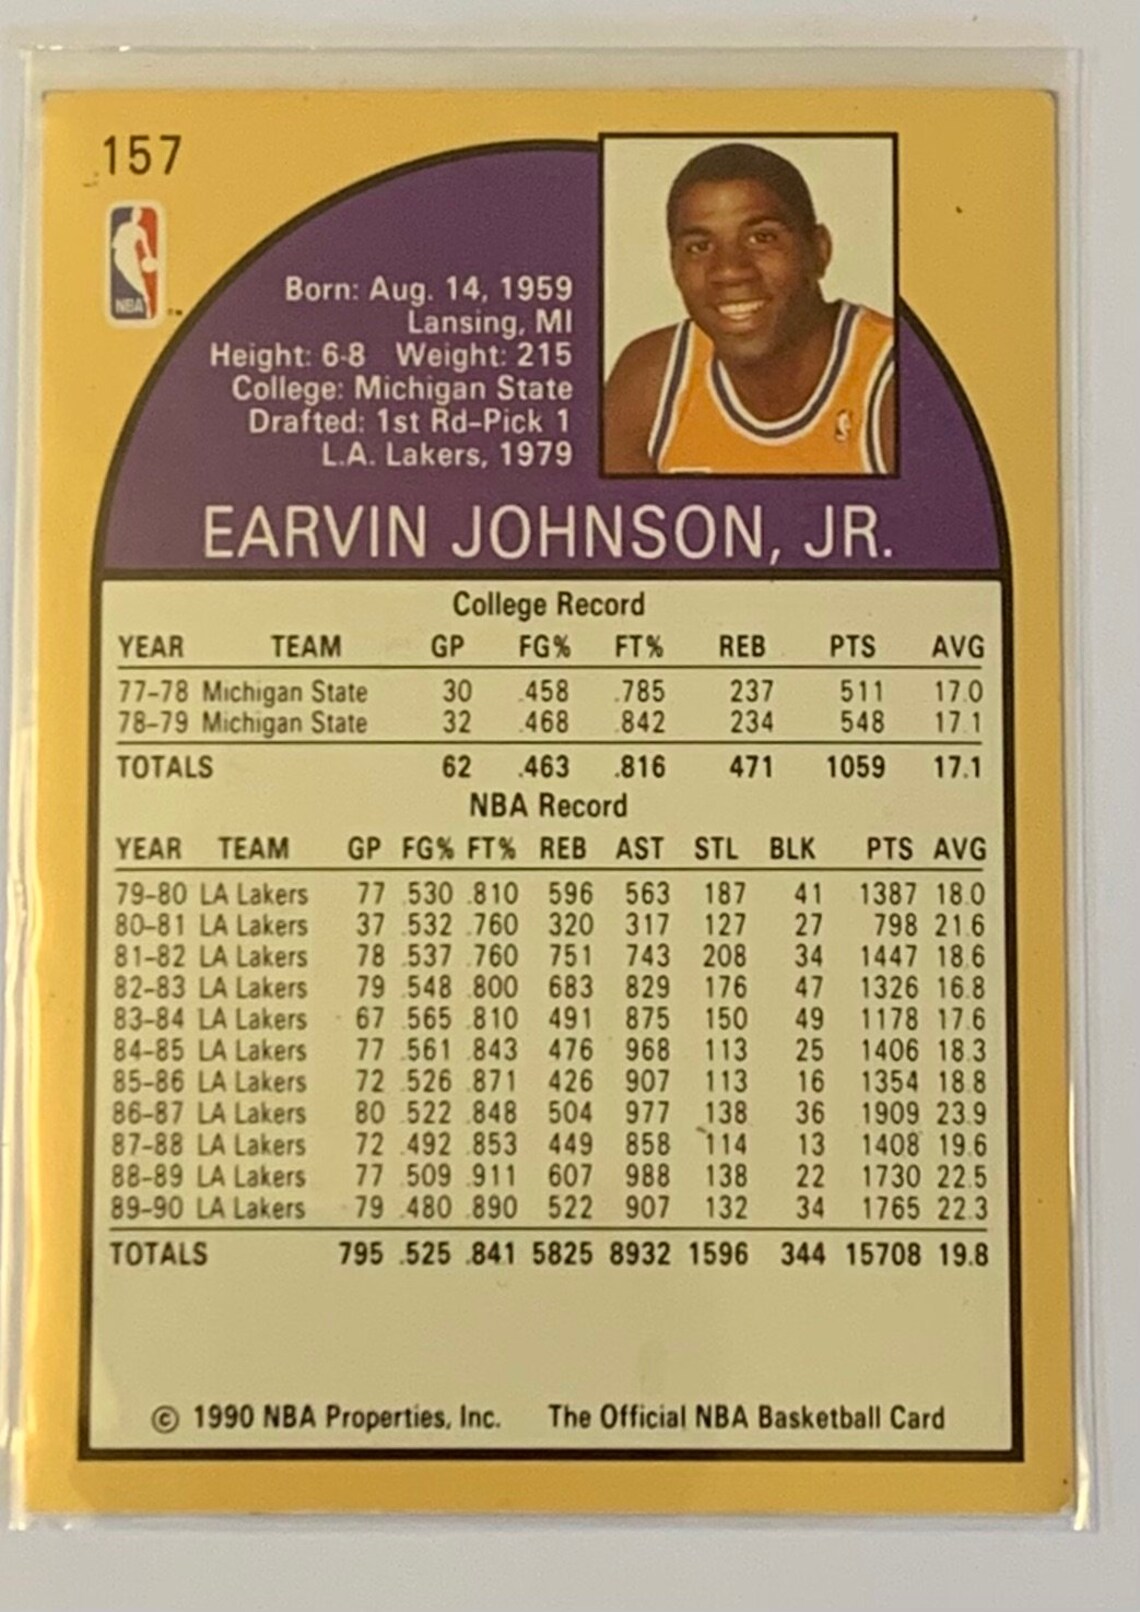 157
NBA
Born: Aug. 14, 1959
Lansing, MI
Height: 6-8 Weight: 215
College: Michigan State
Drafted: 1st Rd-Pick 1
L.A. Lakers, 1979
EARVIN JOHNSON, JR.
College Record
YEAR TEAM GP FG% FT% REB PTS AVG
77-78 Michigan State 30 .458 .785 237 511 17.0
78-79 Michigan State 32 .468 .842 234 548 17.1
TOTALS 62 .463 .816 471 1059 17.1
NBA Record
YEAR TEAM GP FG% FT% REB AST STL BLK PTS AVG
79-80 LA Lakers 77 .530 .810 596 563 187 41 1387 18.0
80-81 LA Lakers 37 .532 .760 320 317 127 27 798 21.6
81-82 LA Lakers 78 .537 .760 751 743 208 34 1447 18.6
82-83 LA Lakers 79 .548 .800 683 829 176 47 1326 16.8
83-84 LA Lakers 67 .565 .810 491 875 150 49 1178 17.6
84-85 LA Lakers 77 .561 .843 476 968 113 25 1406 18.3
85-86 LA Lakers 72 .526 .871 426 907 113 16 1354 18.8
86-87 LA Lakers 80 .522 .848 504 977 138 36 1909 23.9
87-88 LA Lakers 72 .492 .853 449 858 114 13 1408 19.6
88-89 LA Lakers 77 .509 .911 607 988 138 22 1730 22.5
89-90 LA Lakers 79 .480 .890 522 907 132 34 1765 22.3
TOTALS 795 .525 .841 5825 8932 1596 344 15708 19.8
© 1990 NBA Properties, Inc. The Official NBA Basketball Card